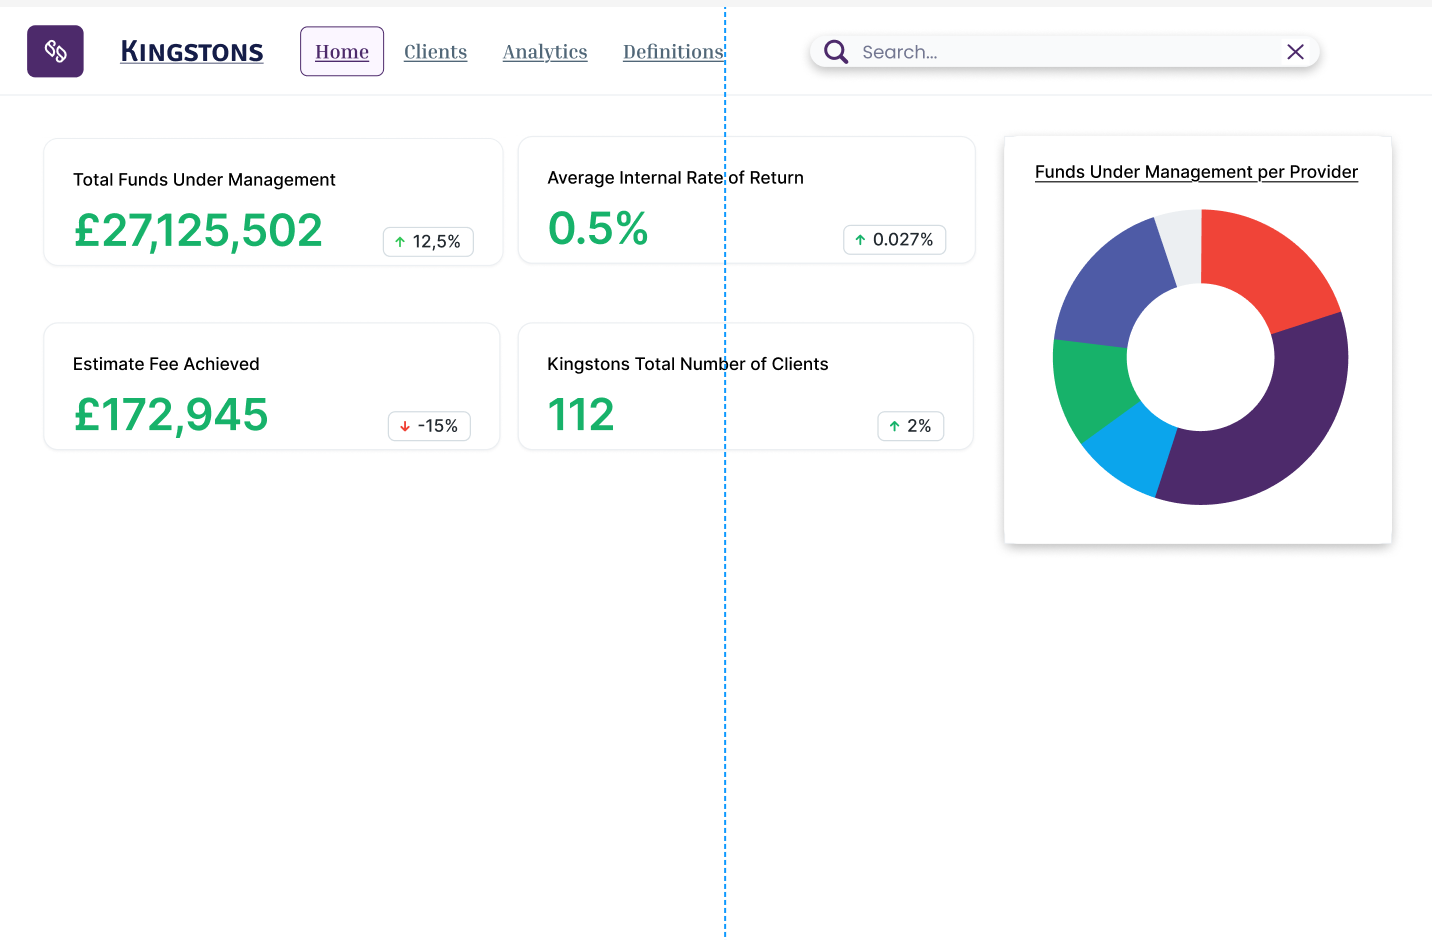 Kingstons
Home
Clients
Analytics
Definitions
Search...
Total Funds Under Management
£27,125,502
12,5%
Average Internal Rate of Return
0.5%
0.027%
Funds Under Management per Provider
Estimate Fee Achieved
£172,945
-15%
Kingstons Total Number of Clients
112
2%